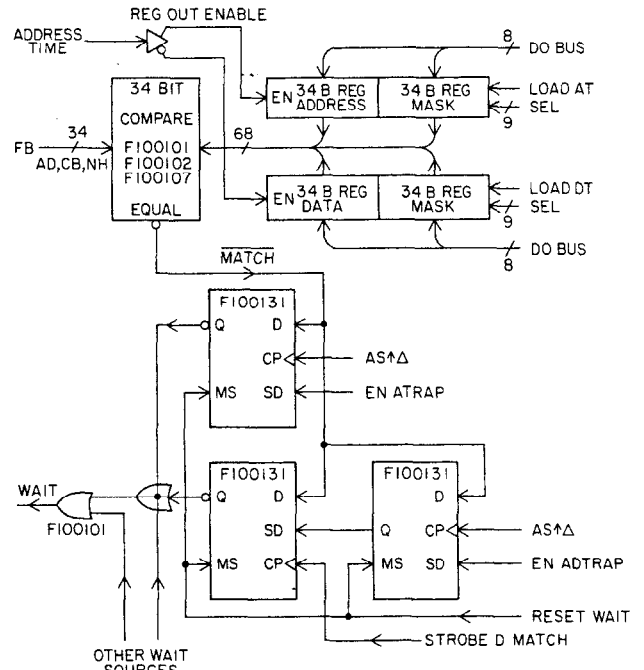 REG OUT ENABLE
ADDRESS
TIME
8
DO BUS
34 BIT
COMPARE
F100101
F100102
F100107
EQUAL
EN
34 B REG
ADDRESS
34 B REG
MASK
LOAD AT
SEL
9
FB
34
AD,CB,NH
68
EN
34 B REG
DATA
34 B REG
MASK
LOAD DT
SEL
9
DO BUS
8
MATCH
F100131
Q
D
CP
AS↑Δ
MS
SD
EN ATRAP
F100131
Q
D
SD
MS
CP
F100131
D
Q
CP
AS↑Δ
MS
SD
EN ADTRAP
WAIT
F100101
RESET WAIT
STROBE D MATCH
OTHER WAIT
SOURCES